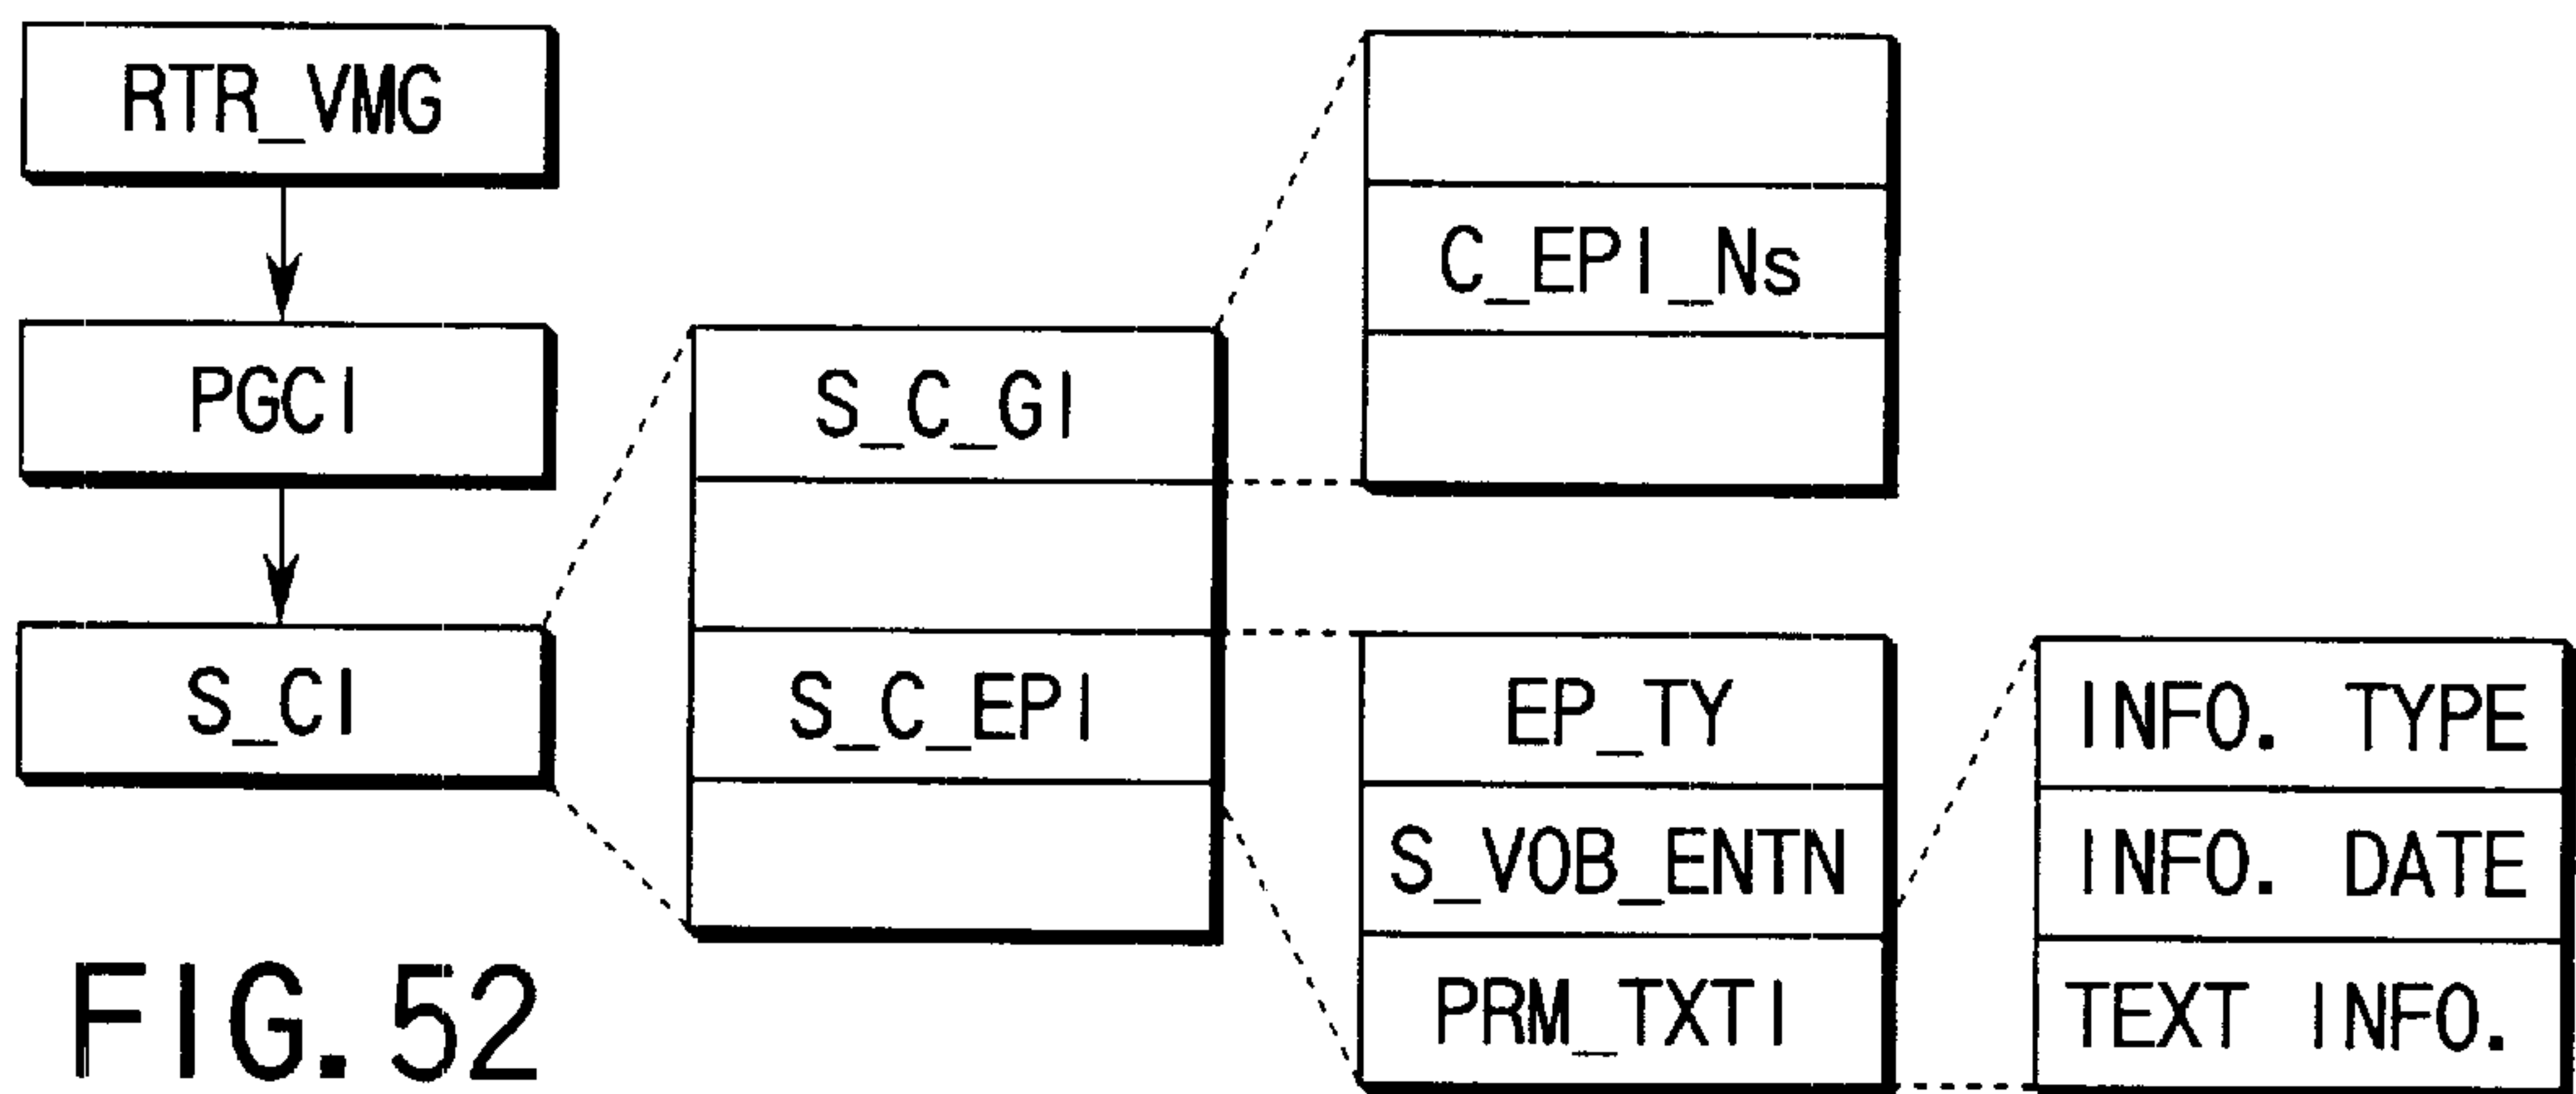 RTR_VMG
PGCI
S_CI
S_C_GI
S_C_EPI
C_EPI_Ns
EP_TY
S_VOB_ENTN
PRM_TXTI
INFO. TYPE
INFO. DATE
TEXT INFO.
FIG. 52